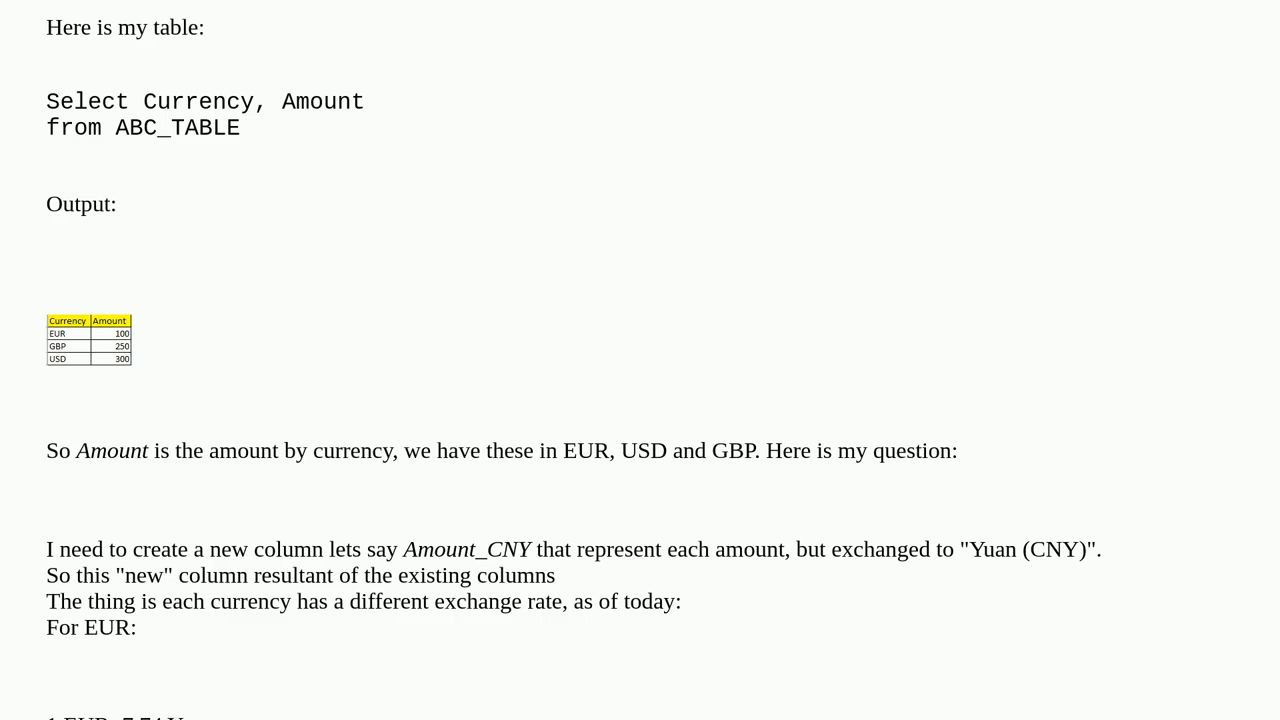 Here is my table:
Select Currency, Amount
from ABC_TABLE
Output:
Currency Amount
EUR 100
GBP 250
USD 300
So Amount is the amount by currency, we have these in EUR, USD and GBP. Here is my question:
I need to create a new column lets say Amount_CNY that represent each amount, but exchanged to "Yuan (CNY)".
So this "new" column resultant of the existing columns
The thing is each currency has a different exchange rate, as of today:
For EUR: